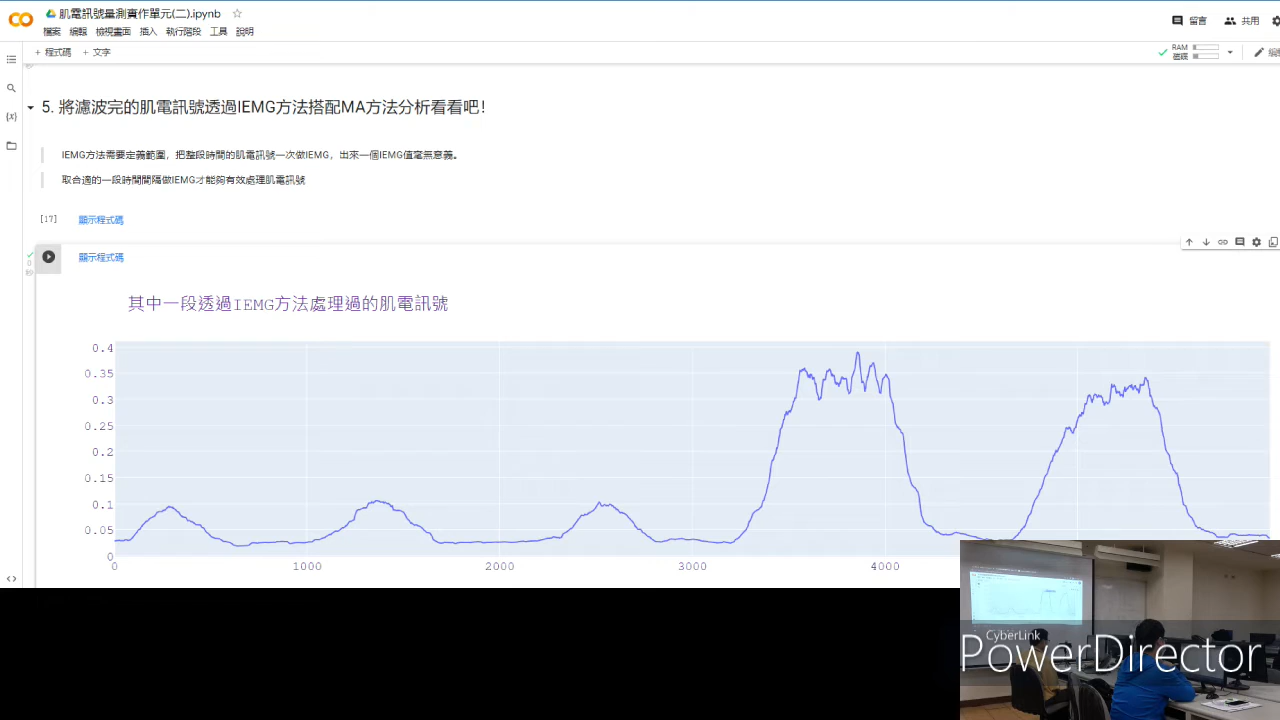 肌電訊號量測實作單元(二).ipynb
檔案 編輯 檢視畫面 插入 執行階段 工具 說明
留言 共用
+ 程式碼 + 文字
RAM
磁碟
5. 將濾波完的肌電訊號透過IEMG方法搭配MA方法分析看看吧!
IEMG方法需要定義範圍，把整段時間的肌電訊號一次做IEMG，出來一個IEMG值毫無意義。
取合適的一段時間間隔做IEMG才能夠有效處理肌電訊號
[17] 顯示程式碼
顯示程式碼
0
秒
其中一段透過IEMG方法處理過的肌電訊號
0.4
0.35
0.3
0.25
0.2
0.15
0.1
0.05
0
0 1000 2000 3000 4000
CyberLink
PowerDirector